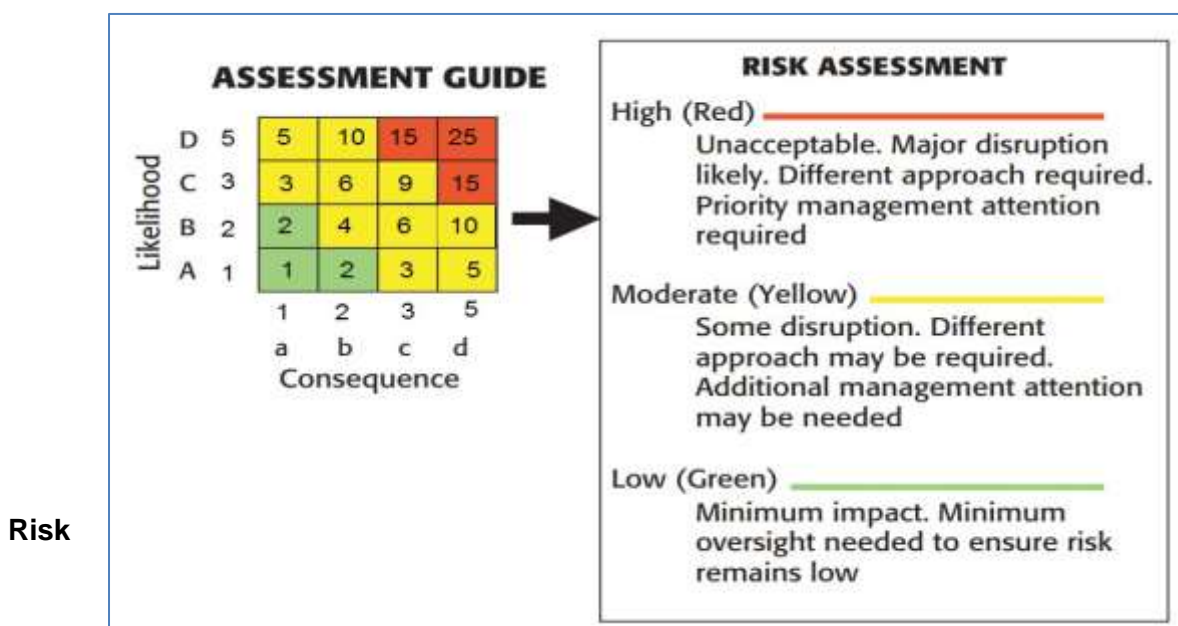 ASSESSMENT GUIDE
Likelihood
D 5 5 10 15 25
C 3 3 6 9 15
B 2 2 4 6 10
A 1 1 2 3 5
1 2 3 5
a b c d
Consequence
RISK ASSESSMENT
High (Red)
Unacceptable. Major disruption
likely. Different approach required.
Priority management attention
required
Moderate (Yellow)
Some disruption. Different
approach may be required.
Additional management attention
may be needed
Low (Green)
Minimum impact. Minimum
oversight needed to ensure risk
remains low
Risk